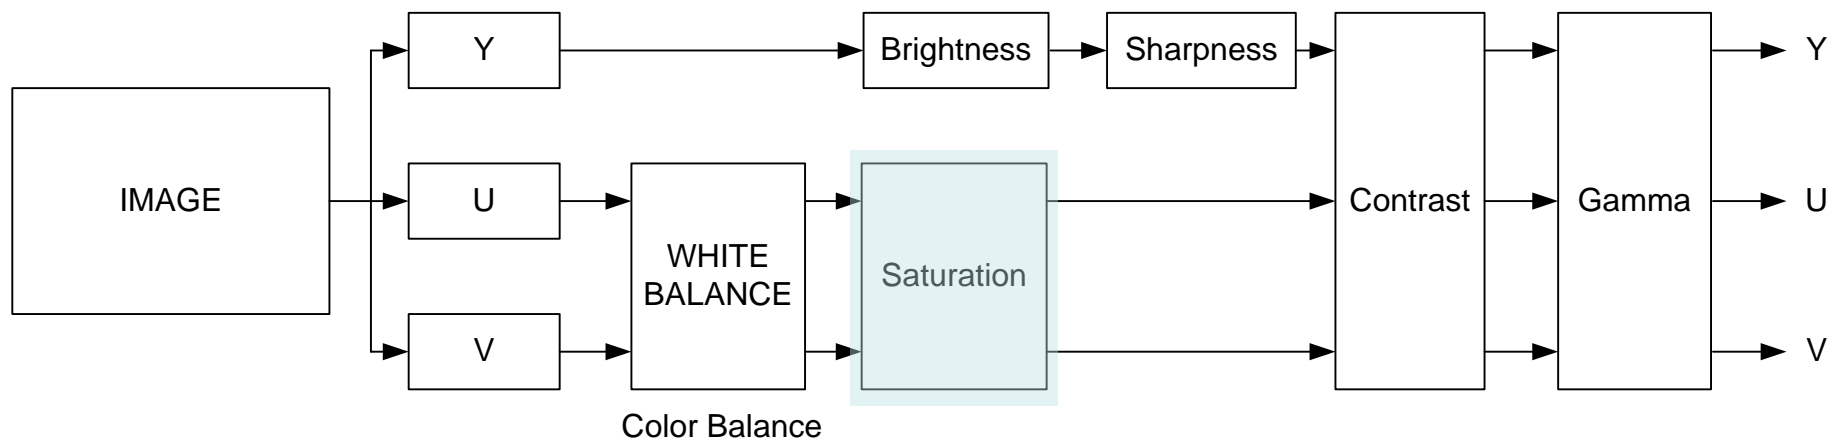 Y
Brightness
Sharpness
Y
IMAGE
U
WHITE
BALANCE
Saturation
Contrast
Gamma
U
V
V
Color Balance